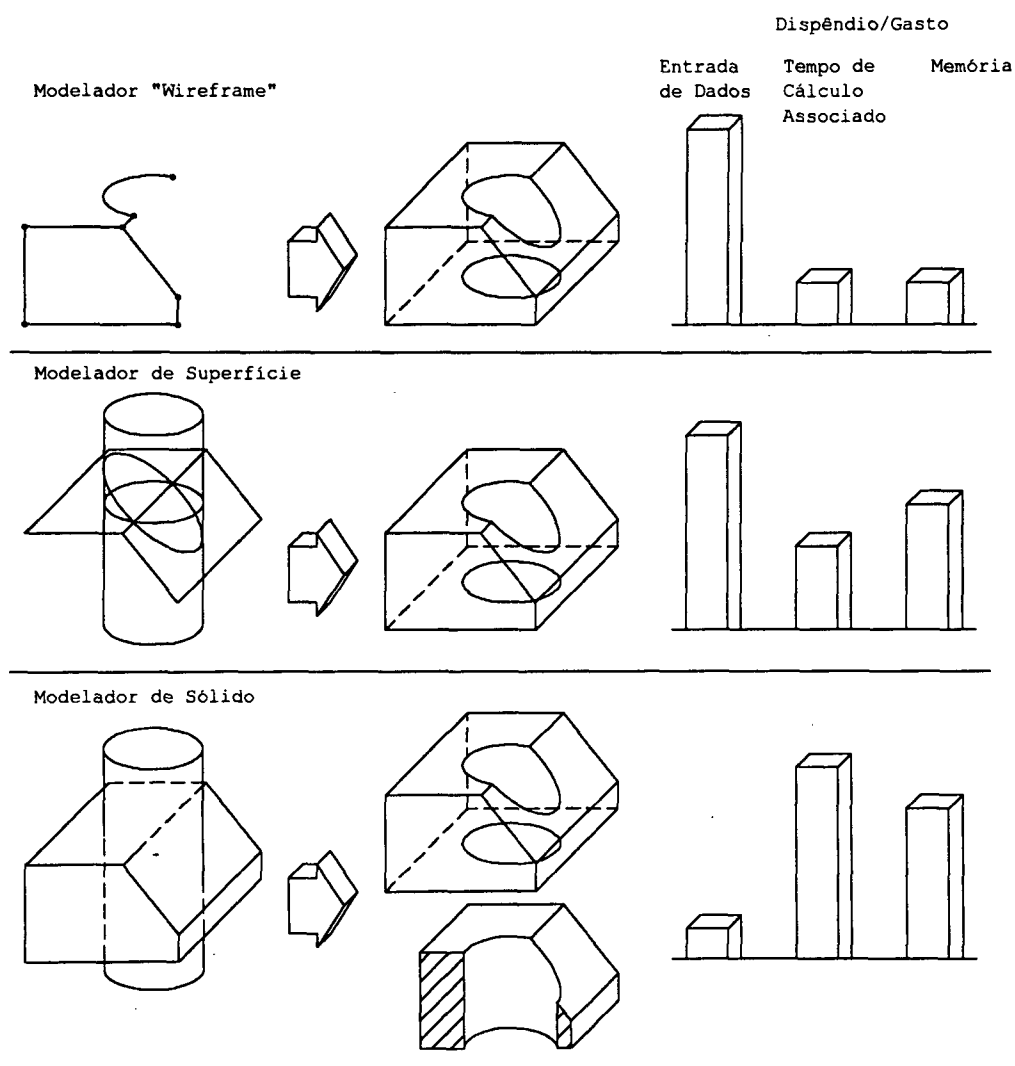 Dispêndio/Gasto
Entrada de Dados
Tempo de Cálculo Associado
Memória
Modelador "Wireframe"
Modelador de Superfície
Modelador de Sólido